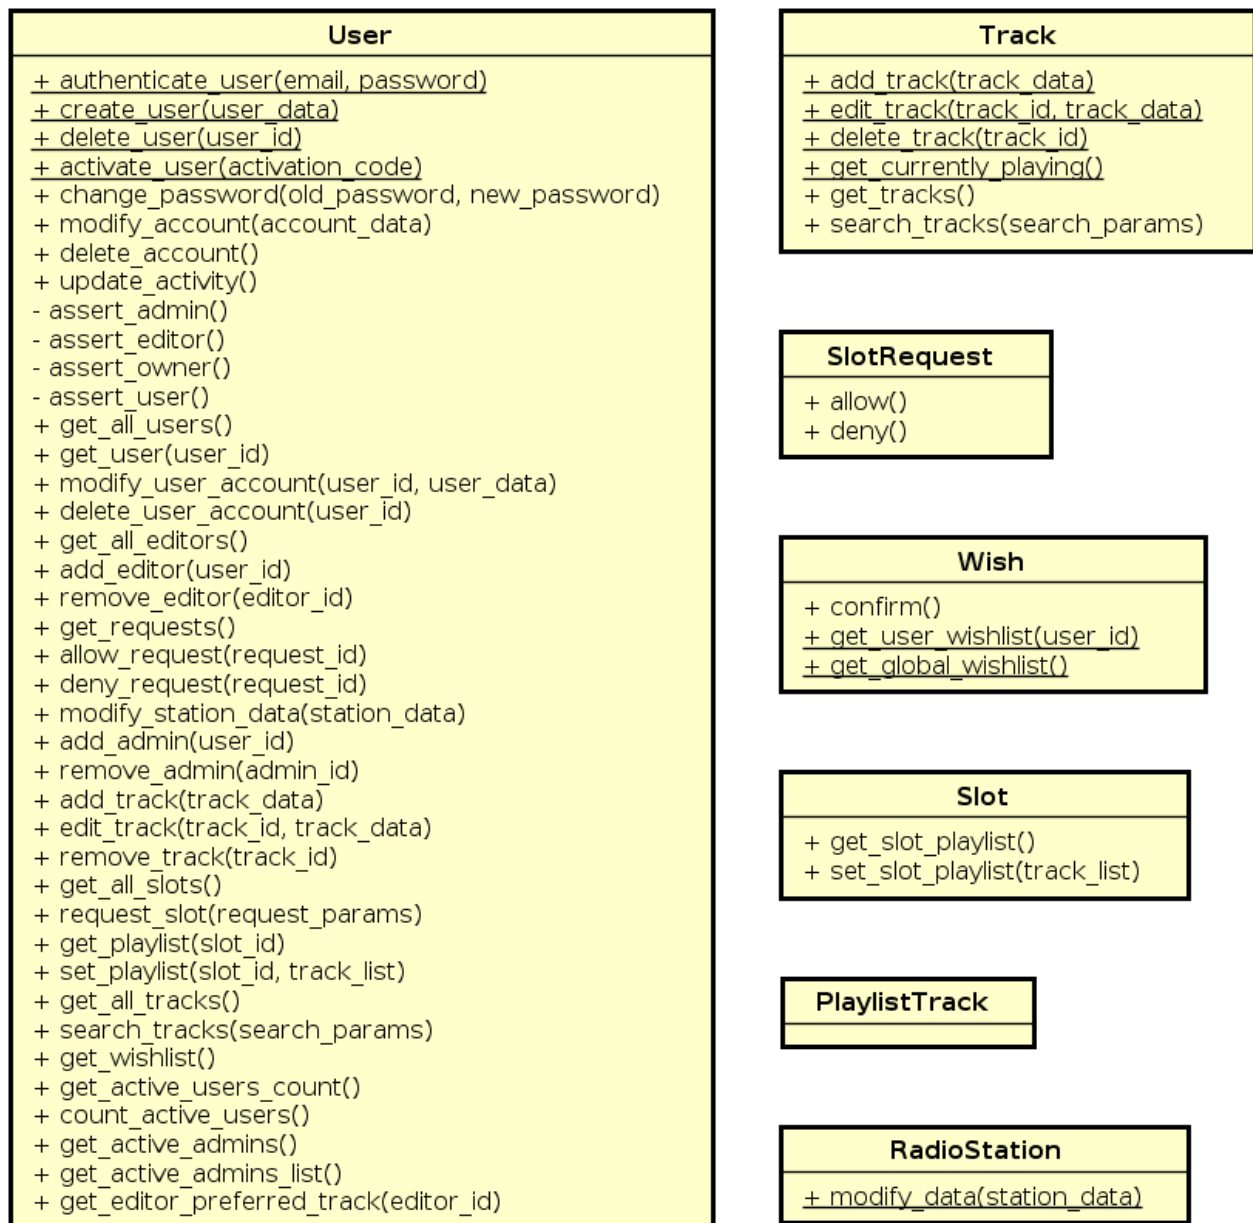 User
+ authenticate_user(email, password)
+ create_user(user_data)
+ delete_user(user_id)
+ activate_user(activation_code)
+ change_password(old_password, new_password)
+ modify_account(account_data)
+ delete_account()
+ update_activity()
- assert_admin()
- assert_editor()
- assert_owner()
- assert_user()
+ get_all_users()
+ get_user(user_id)
+ modify_user_account(user_id, user_data)
+ delete_user_account(user_id)
+ get_all_editors()
+ add_editor(user_id)
+ remove_editor(editor_id)
+ get_requests()
+ allow_request(request_id)
+ deny_request(request_id)
+ modify_station_data(station_data)
+ add_admin(user_id)
+ remove_admin(admin_id)
+ add_track(track_data)
+ edit_track(track_id, track_data)
+ remove_track(track_id)
+ get_all_slots()
+ request_slot(request_params)
+ get_playlist(slot_id)
+ set_playlist(slot_id, track_list)
+ get_all_tracks()
+ search_tracks(search_params)
+ get_wishlist()
+ get_active_users_count()
+ count_active_users()
+ get_active_admins()
+ get_active_admins_list()
+ get_editor_preferred_track(editor_id)
Track
+ add_track(track_data)
+ edit_track(track_id, track_data)
+ delete_track(track_id)
+ get_currently_playing()
+ get_tracks()
+ search_tracks(search_params)
SlotRequest
+ allow()
+ deny()
Wish
+ confirm()
+ get_user_wishlist(user_id)
+ get_global_wishlist()
Slot
+ get_slot_playlist()
+ set_slot_playlist(track_list)
PlaylistTrack
RadioStation
+ modify_data(station_data)